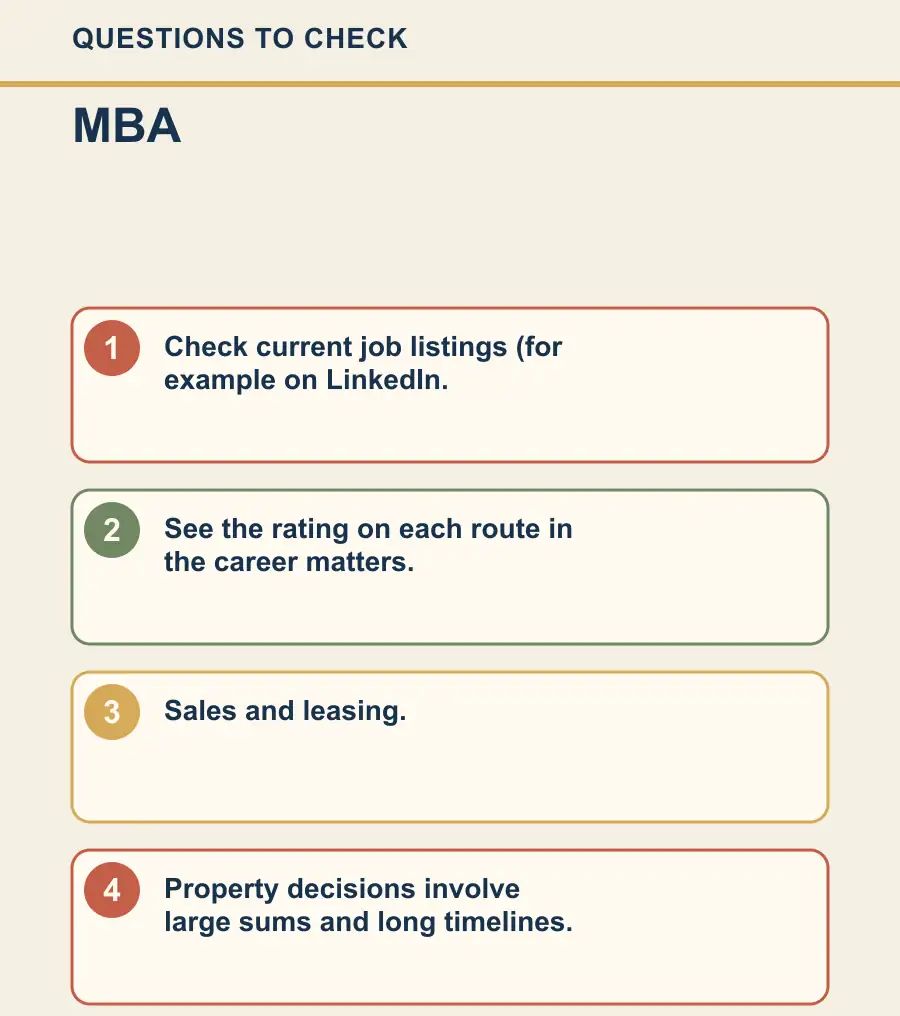 QUESTIONS TO CHECK
MBA
1
Check current job listings (for
example on LinkedIn.
2
See the rating on each route in
the career matters.
3
Sales and leasing.
4
Property decisions involve
large sums and long timelines.